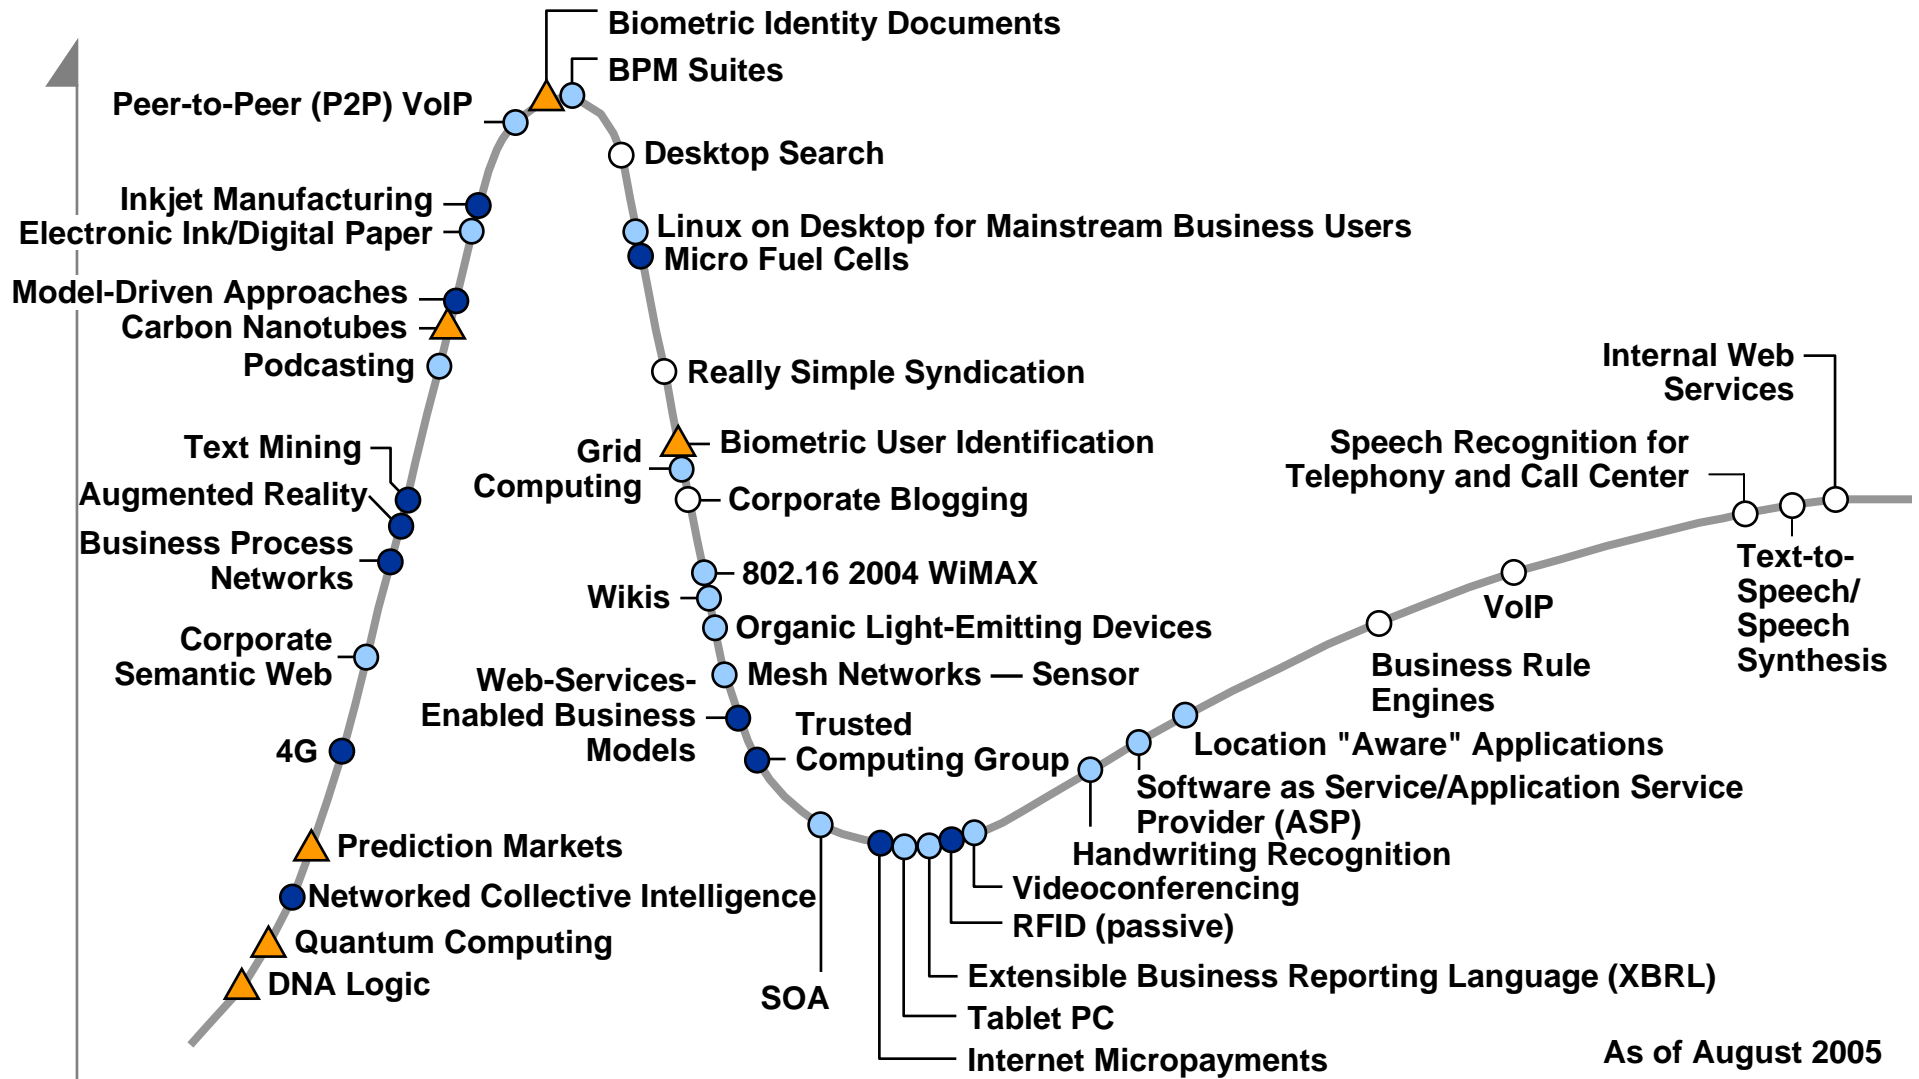 Biometric Identity Documents
BPM Suites
Peer-to-Peer (P2P) VoIP
Desktop Search
Inkjet Manufacturing
Electronic Ink/Digital Paper
Linux on Desktop for Mainstream Business Users
Micro Fuel Cells
Model-Driven Approaches
Carbon Nanotubes
Podcasting
Really Simple Syndication
Internal Web
Services
Text Mining
Augmented Reality
Business Process
Networks
Grid
Computing
Biometric User Identification
Corporate Blogging
Speech Recognition for
Telephony and Call Center
802.16 2004 WiMAX
Wikis
Organic Light-Emitting Devices
Text-to-
Speech/
Speech
Synthesis
VoIP
Corporate
Semantic Web
Mesh Networks — Sensor
Web-Services-
Enabled Business
Models
Business Rule
Engines
Trusted
Computing Group
4G
Location "Aware" Applications
Software as Service/Application Service
Provider (ASP)
Handwriting Recognition
Prediction Markets
Networked Collective Intelligence
Videoconferencing
RFID (passive)
Quantum Computing
DNA Logic
SOA
Extensible Business Reporting Language (XBRL)
Tablet PC
Internet Micropayments
As of August 2005